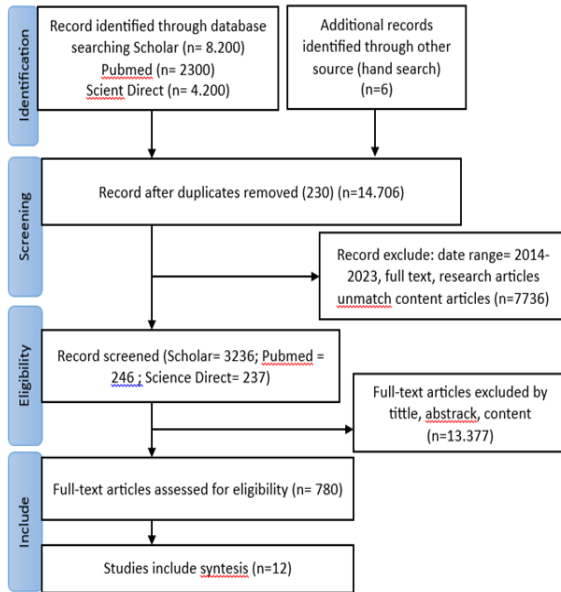 Identification
Record identified through database
searching Scholar (n= 8.200)
Pubmed (n= 2300)
Scient Direct (n= 4.200)
Additional records
identified through other
source (hand search)
(n=6)
Screening
Record after duplicates removed (230) (n=14.706)
Record exclude: date range= 2014-
2023, full text, research articles
unmatch content articles (n=7736)
Eligibility
Record screened (Scholar= 3236; Pubmed =
246 ; Science Direct= 237)
Full-text articles excluded by
tittle, abstrack, content
(n=13.377)
Include
Full-text articles assessed for eligibility (n= 780)
Studies include syntesis (n=12)